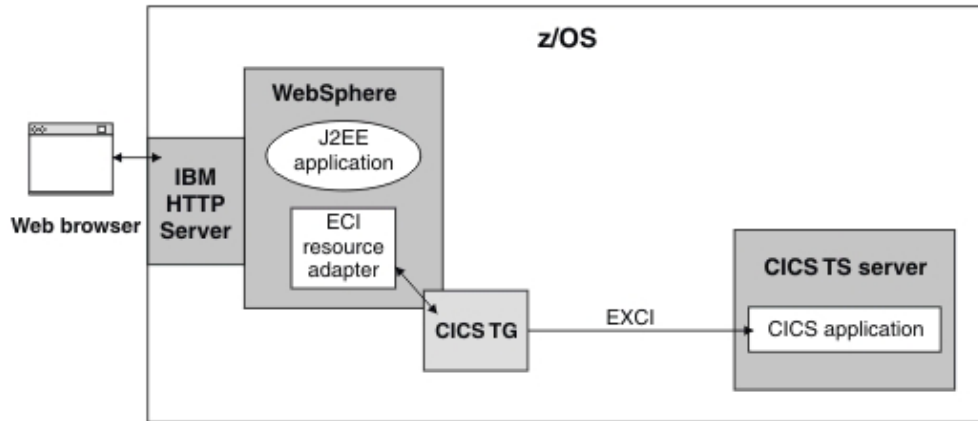 z/OS
WebSphere
J2EE
application
IBM
HTTP
Server
Web browser
ECI
resource
adapter
CICS TG
EXCI
CICS TS server
CICS application